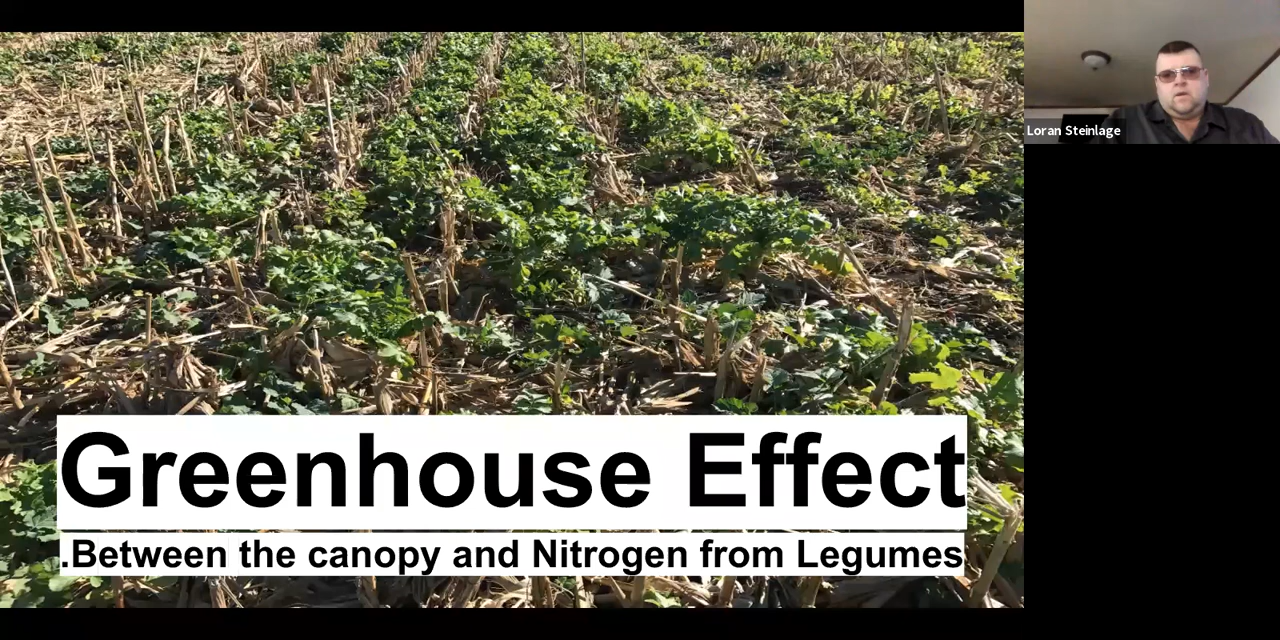 Loran Steinlage
Greenhouse Effect
.Between the canopy and Nitrogen from Legumes